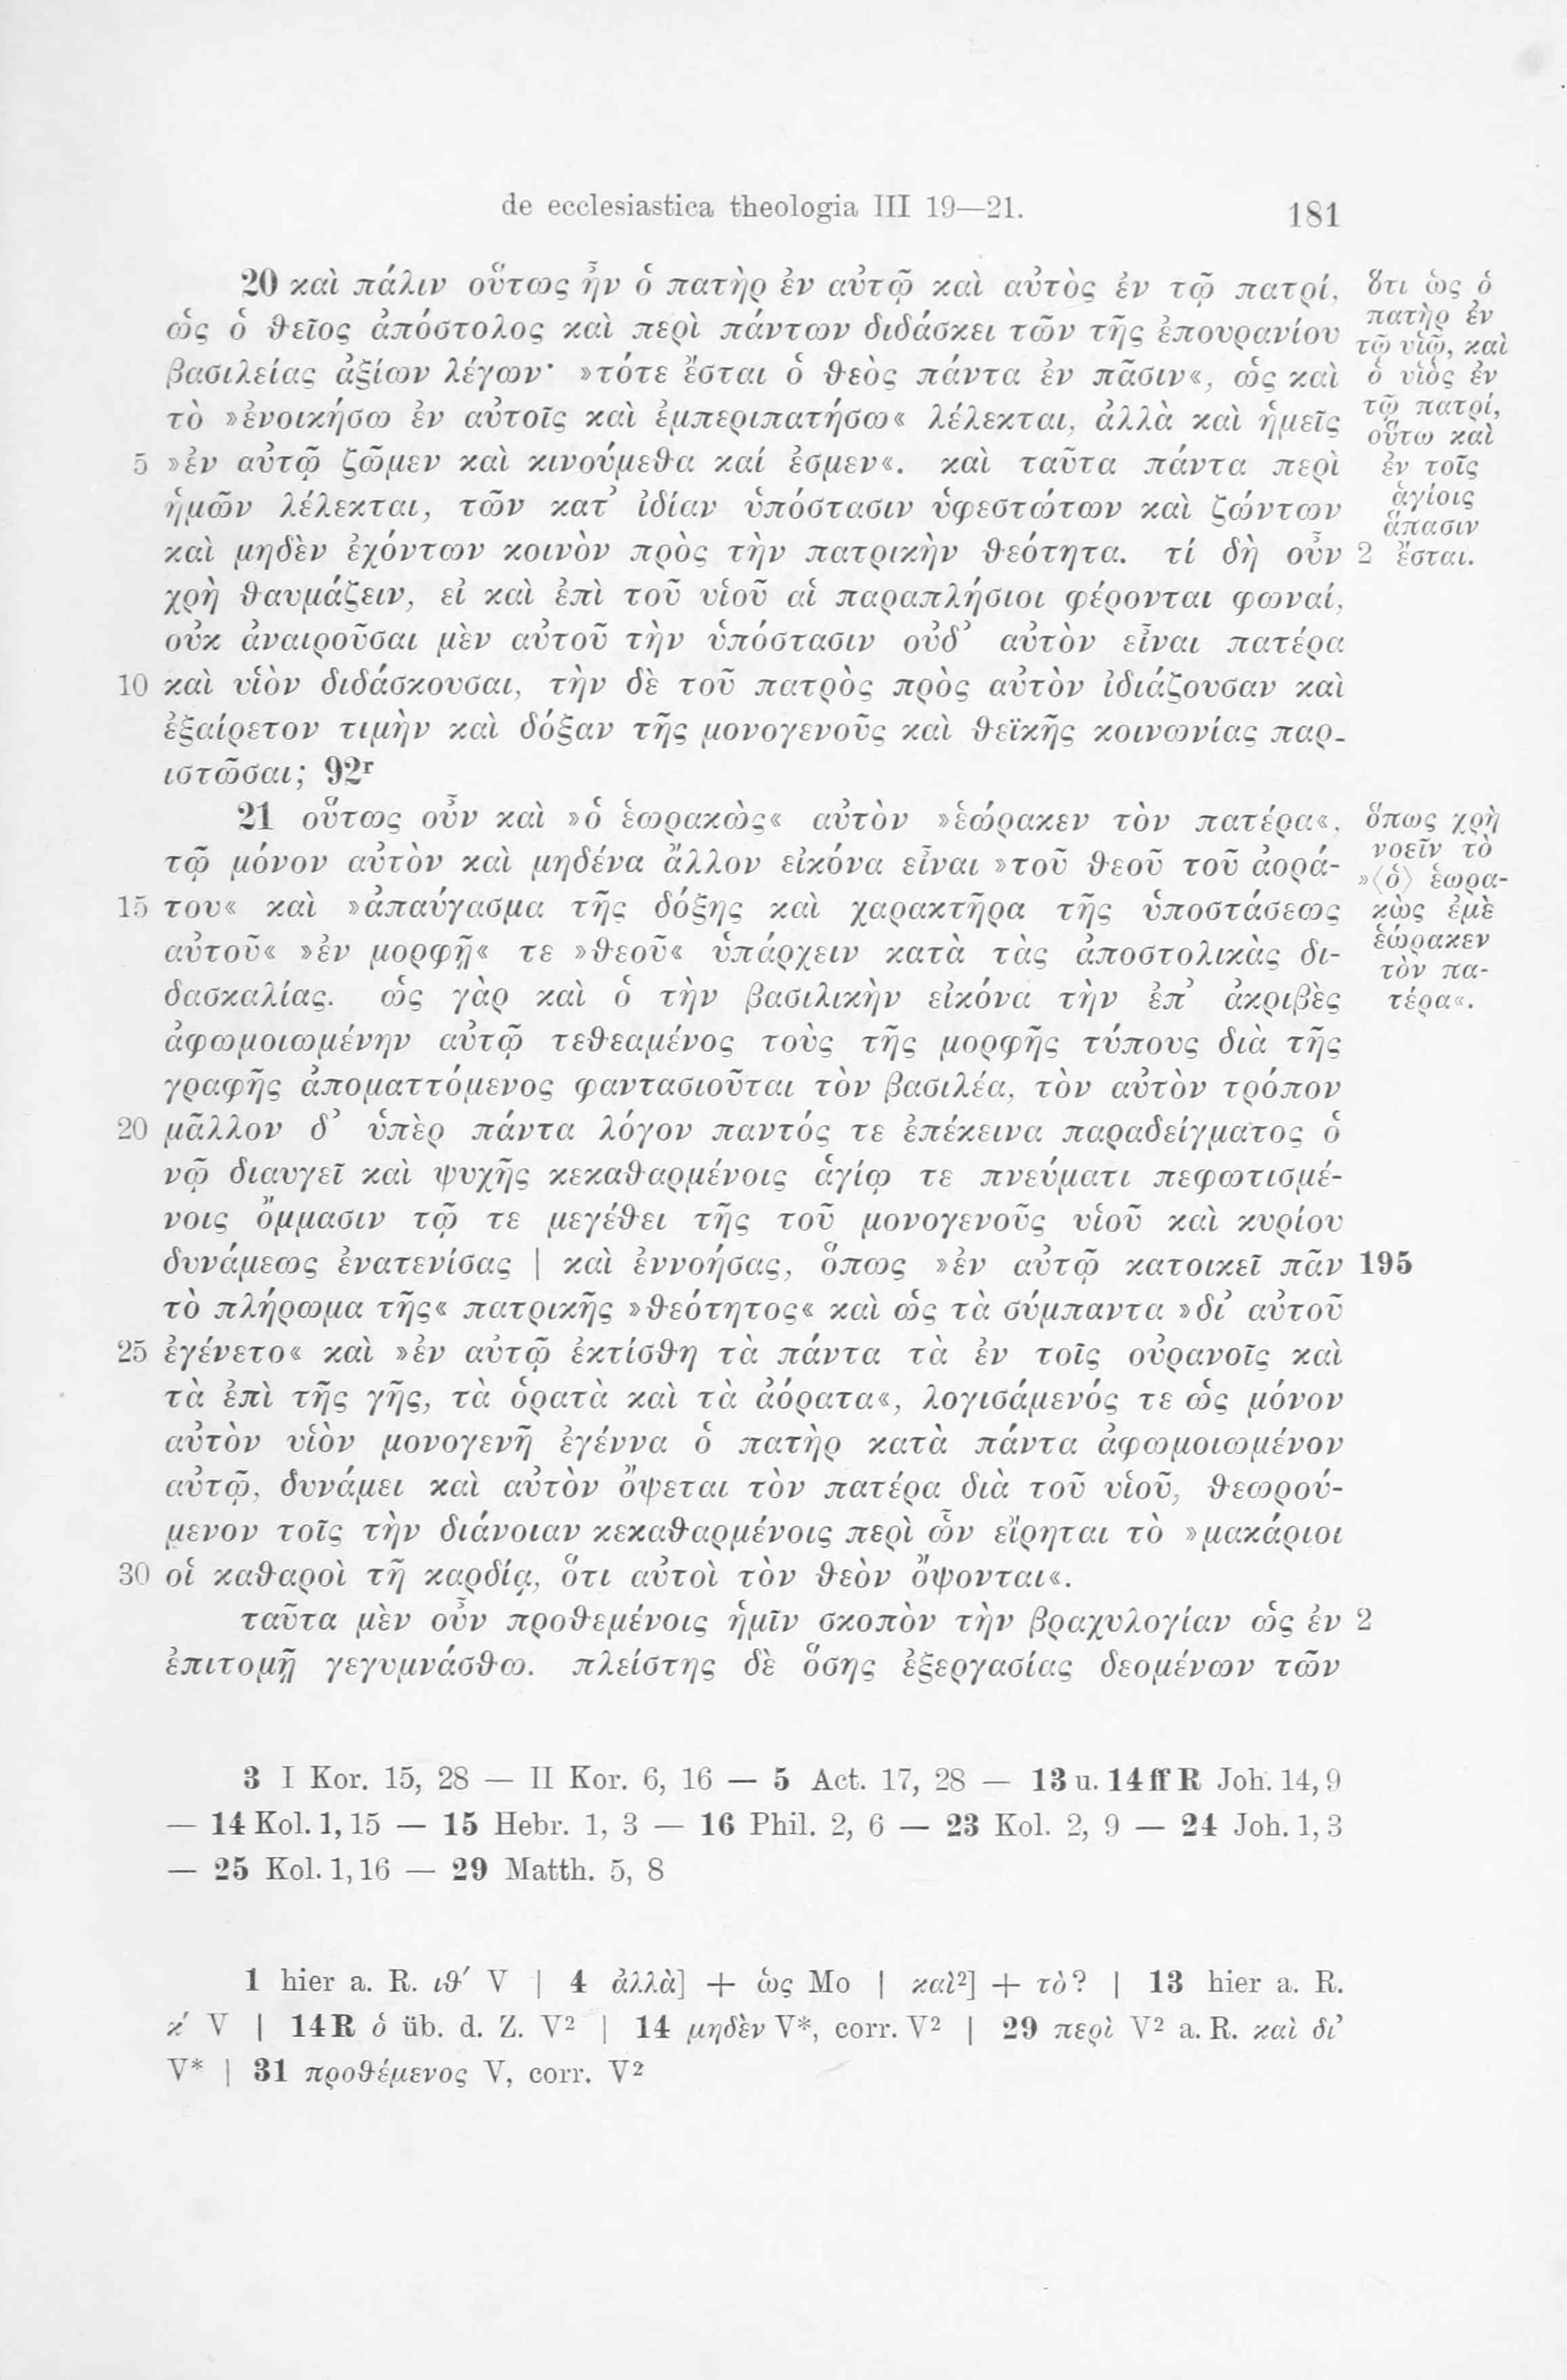 de ecclesiastica theologia III 19—21. 181
20 καὶ πάλιν οὕτως ἦν ὁ πατὴρ ἐν αὐτῷ καὶ αὐτὸς ἐν τῷ πατρί,
ὡς ὁ θεῖος ἀπόστολος καὶ περὶ πάντων διδάσκει τῶν τῆς ἐπουρανίου
βασιλείας ἀξίων λέγων· »τότε ἔσται ὁ θεὸς πάντα ἐν πᾶσιν«, ὡς καὶ
τὸ »ἐνοικήσω ἐν αὐτοῖς καὶ ἐμπεριπατήσω« λέλεκται, ἀλλὰ καὶ ἡμεῖς
5 »ἐν αὐτῷ ζῶμεν καὶ κινούμεθα καί ἐσμεν«. καὶ ταῦτα πάντα περὶ
ἡμῶν λέλεκται, τῶν κατ' ἰδίαν ὑπόστασιν ὑφεστώτων καὶ ζώντων
καὶ μηδὲν ἐχόντων κοινὸν πρὸς τὴν πατρικὴν θεότητα. τί δὴ οὖν 2
χρὴ θαυμάζειν, εἰ καὶ ἐπὶ τοῦ υἱοῦ αἱ παραπλήσιοι φέρονται φωναί,
οὐκ ἀναιροῦσαι μὲν αὐτοῦ τὴν ὑπόστασιν οὐδ' αὐτὸν εἶναι πατέρα
10 καὶ υἱὸν διδάσκουσαι, τὴν δὲ τοῦ πατρὸς πρὸς αὐτὸν ἰδιάζουσαν καὶ
ἐξαίρετον τιμὴν καὶ δόξαν τῆς μονογενοῦς καὶ θεϊκῆς κοινωνίας παρ-
ιστῶσαι; 92r
ὅτι ὡς ὁ
πατὴρ ἐν
τῷ υἱῷ, καὶ
ὁ υἱὸς ἐν
τῷ πατρί,
οὕτω καὶ
ἐν τοῖς
ἁγίοις
ἅπασιν
ἔσται.
21 οὕτως οὖν καὶ »ὁ ἑωρακὼς« αὐτὸν »ἑώρακεν τὸν πατέρα«,
τῷ μόνον αὐτὸν καὶ μηδένα ἄλλον εἰκόνα εἶναι »τοῦ θεοῦ τοῦ ἀορά-
15 του« καὶ »ἀπαύγασμα τῆς δόξης καὶ χαρακτῆρα τῆς ὑποστάσεως
αὐτοῦ« »ἐν μορφῇ« τε »θεοῦ« ὑπάρχειν κατὰ τὰς ἀποστολικὰς δι-
δασκαλίας. ὡς γὰρ καὶ ὁ τὴν βασιλικὴν εἰκόνα τὴν ἐπ' ἀκριβὲς
ἀφωμοιωμένην αὐτῷ τεθεαμένος τοὺς τῆς μορφῆς τύπους διὰ τῆς
γραφῆς ἀποματτόμενος φαντασιοῦται τὸν βασιλέα, τὸν αὐτὸν τρόπον
20 μᾶλλον δ' ὑπὲρ πάντα λόγον παντός τε ἐπέκεινα παραδείγματος ὁ
νῷ διαυγεῖ καὶ ψυχῆς κεκαθαρμένοις ἁγίῳ τε πνεύματι πεφωτισμέ-
νοις ὄμμασιν τῷ τε μεγέθει τῆς τοῦ μονογενοῦς υἱοῦ καὶ κυρίου
δυνάμεως ἐνατενίσας | καὶ ἐννοήσας, ὅπως »ἐν αὐτῷ κατοικεῖ πᾶν 195
τὸ πλήρωμα τῆς« πατρικῆς »θεότητος« καὶ ὡς τὰ σύμπαντα »δι' αὐτοῦ
25 ἐγένετο« καὶ »ἐν αὐτῷ ἐκτίσθη τὰ πάντα τὰ ἐν τοῖς οὐρανοῖς καὶ
τὰ ἐπὶ τῆς γῆς, τὰ ὁρατὰ καὶ τὰ ἀόρατα«, λογισάμενός τε ὡς μόνον
αὐτὸν υἱὸν μονογενῆ ἐγέννα ὁ πατὴρ κατὰ πάντα ἀφωμοιωμένον
αὐτῷ, δυνάμει καὶ αὐτὸν ὄψεται τὸν πατέρα διὰ τοῦ υἱοῦ, θεωρού-
μενον τοῖς τὴν διάνοιαν κεκαθαρμένοις περὶ ὧν εἴρηται τὸ »μακάριοι
30 οἱ καθαροὶ τῇ καρδίᾳ, ὅτι αὐτοὶ τὸν θεὸν ὄψονται«.
ὅπως χρὴ
νοεῖν τὸ
»⟨ὁ⟩ ἑωρα-
κὼς ἐμὲ
ἑώρακεν
τὸν πα-
τέρα«.
ταῦτα μὲν οὖν προθεμένοις ἡμῖν σκοπὸν τὴν βραχυλογίαν ὡς ἐν 2
ἐπιτομῇ γεγυμνάσθω. πλείστης δὲ ὅσης ἐξεργασίας δεομένων τῶν
3 I Kor. 15, 28 — II Kor. 6, 16 — 5 Act. 17, 28 — 13 u. 14 ff R Joh. 14, 9
— 14 Kol. 1, 15 — 15 Hebr. 1, 3 — 16 Phil. 2, 6 — 23 Kol. 2, 9 — 24 Joh. 1, 3
— 25 Kol. 1, 16 — 29 Matth. 5, 8
1 hier a. R. ιθ′ V | 4 ἀλλὰ] + ὡς Mo | καὶ2] + τὸ? | 13 hier a. R.
κ′ V | 14 R ὁ üb. d. Z. V2 | 14 μηδὲν V*, corr. V2 | 29 περὶ V2 a. R. καὶ δι'
V* | 31 προθέμενος V, corr. V2